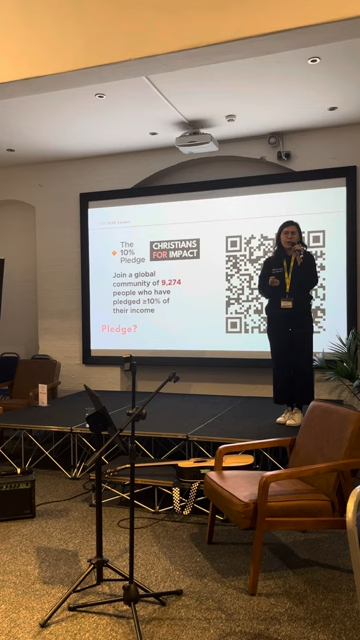 The
10%
Pledge
CHRISTIANS
FOR IMPACT
Join a global
community of 9,274
people who have
pledged ≥10% of
their income
Pledge?